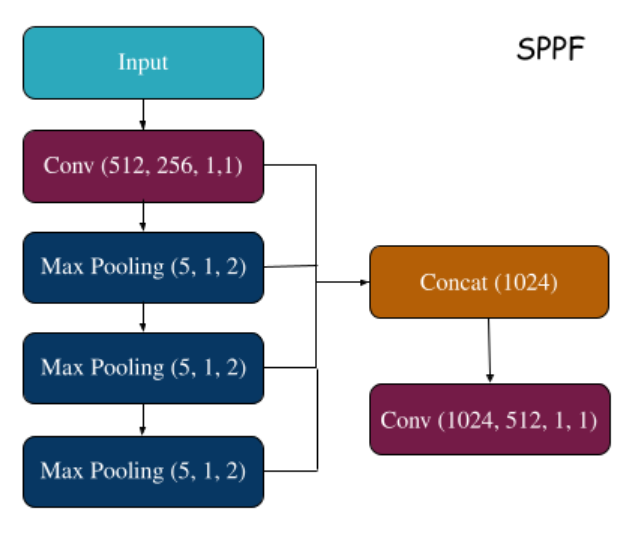 SPPF
Input
Conv (512, 256, 1,1)
Max Pooling (5, 1, 2)
Max Pooling (5, 1, 2)
Max Pooling (5, 1, 2)
Concat (1024)
Conv (1024, 512, 1, 1)